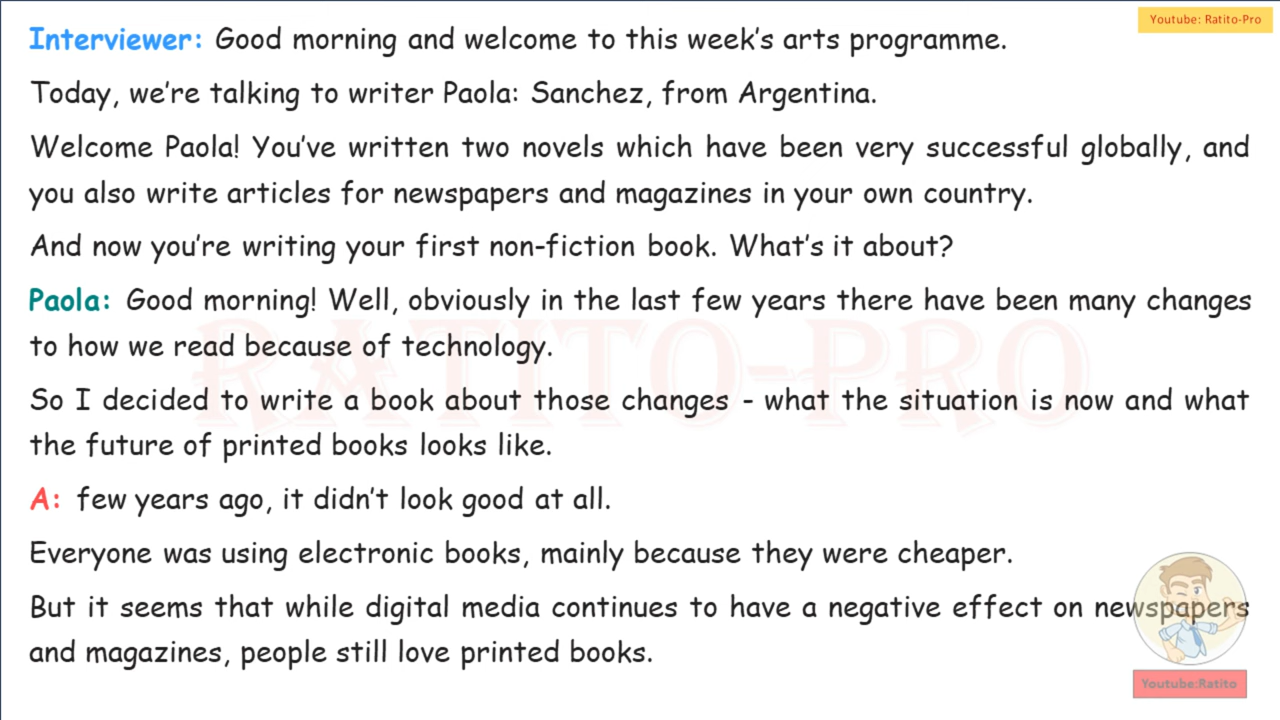 Youtube: Ratito-Pro
Interviewer: Good morning and welcome to this week's arts programme.
Today, we're talking to writer Paola: Sanchez, from Argentina.
Welcome Paola! You've written two novels which have been very successful globally, and
you also write articles for newspapers and magazines in your own country.
And now you're writing your first non-fiction book. What's it about?
Paola: Good morning! Well, obviously in the last few years there have been many changes
to how we read because of technology.
RATITO-PRO
So I decided to write a book about those changes - what the situation is now and what
the future of printed books looks like.
A: few years ago, it didn't look good at all.
Everyone was using electronic books, mainly because they were cheaper.
But it seems that while digital media continues to have a negative effect on newspapers
and magazines, people still love printed books.
Youtube:Ratito